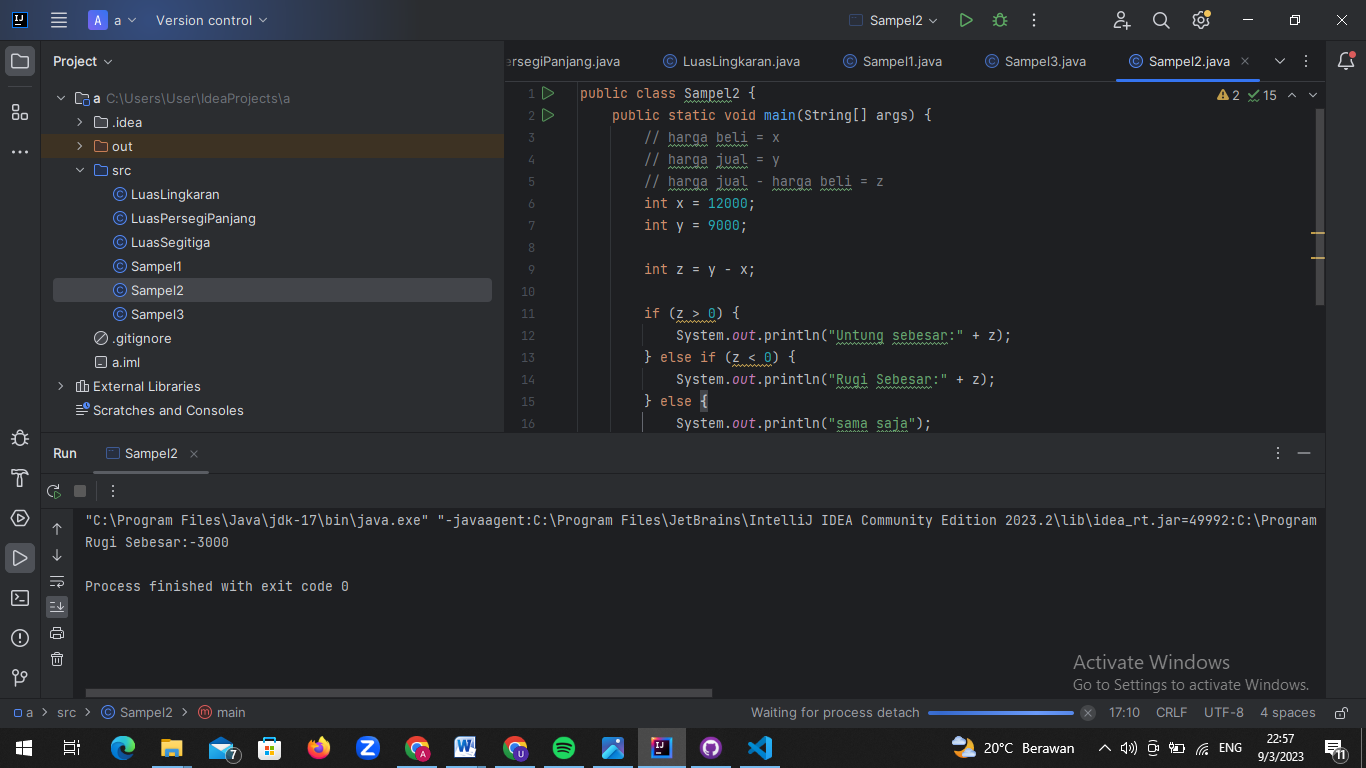 A a Version control Sampel2
Project
ersegiPanjang.java LuasLingkaran.java Sampel1.java Sampel3.java Sampel2.java
a C:\Users\User\IdeaProjects\a
.idea
out
src
LuasLingkaran
LuasPersegiPanjang
LuasSegitiga
Sampel1
Sampel2
Sampel3
.gitignore
a.iml
External Libraries
Scratches and Consoles
2 15
1 public class Sampel2 {
2 public static void main(String[] args) {
3 // harga beli = x
4 // harga jual = y
5 // harga jual - harga beli = z
6 int x = 12000;
7 int y = 9000;
8
9 int z = y - x;
10
11 if (z > 0) {
12 System.out.println("Untung sebesar:" + z);
13 } else if (z < 0) {
14 System.out.println("Rugi Sebesar:" + z);
15 } else {
16 System.out.println("sama saja");
Run Sampel2
"C:\Program Files\Java\jdk-17\bin\java.exe" "-javaagent:C:\Program Files\JetBrains\IntelliJ IDEA Community Edition 2023.2\lib\idea_rt.jar=49992:C:\Program
Rugi Sebesar:-3000
Process finished with exit code 0
Activate Windows
Go to Settings to activate Windows.
a src Sampel2 main Waiting for process detach 17:10 CRLF UTF-8 4 spaces
20°C Berawan ENG
22:57
9/3/2023
7
11